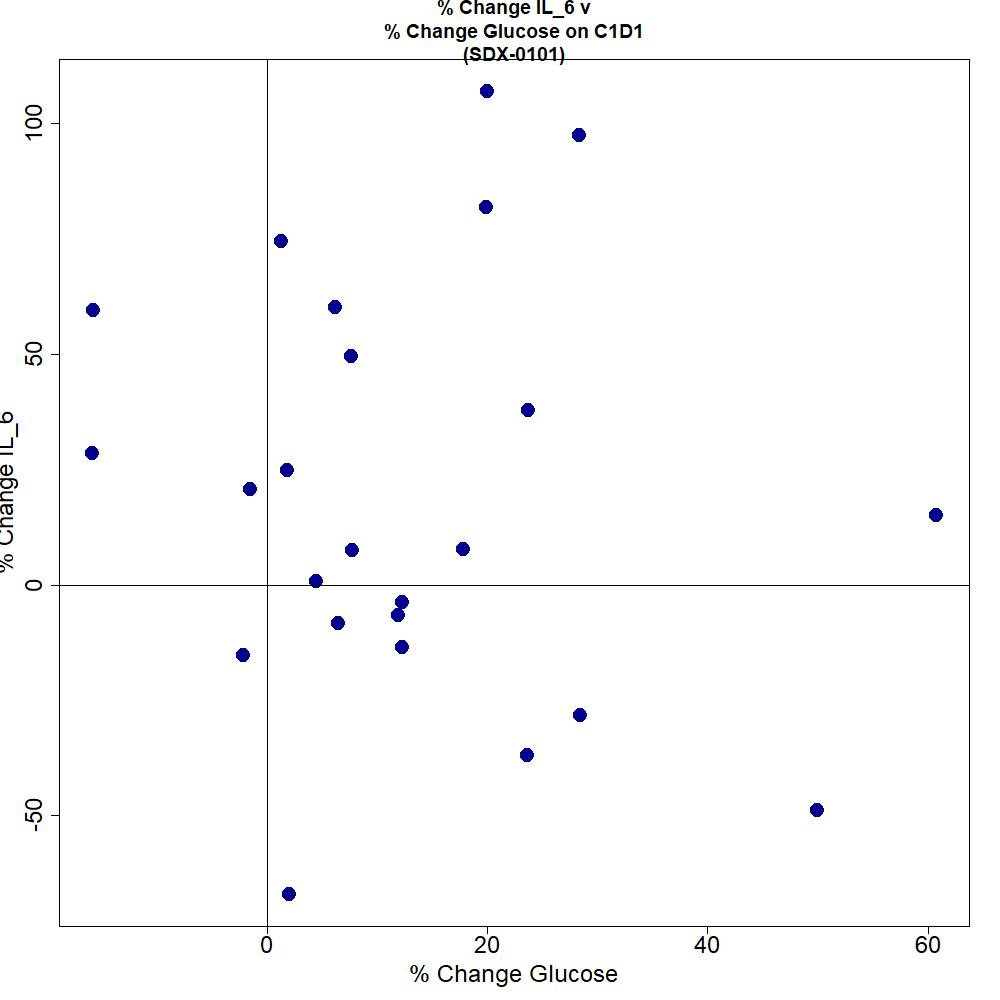 % Change IL_6 v
% Change Glucose on C1D1
(SDX-0101)
100
50
0
-50
% Change IL_6
0
20
40
60
% Change Glucose